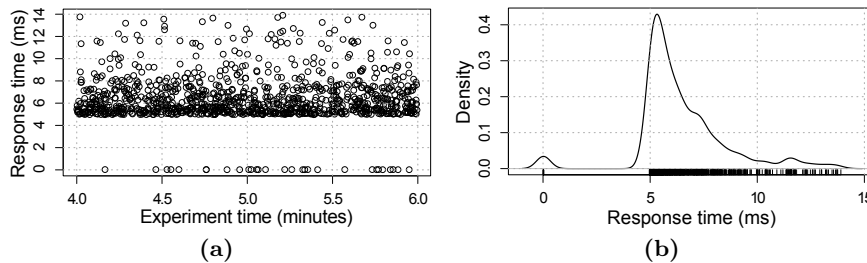 Response time (ms)
0 2 4 6 8 10 12 14
4.0 4.5 5.0 5.5 6.0
Experiment time (minutes)
(a)
Density
0.0 0.1 0.2 0.3 0.4
0 5 10 15
Response time (ms)
(b)